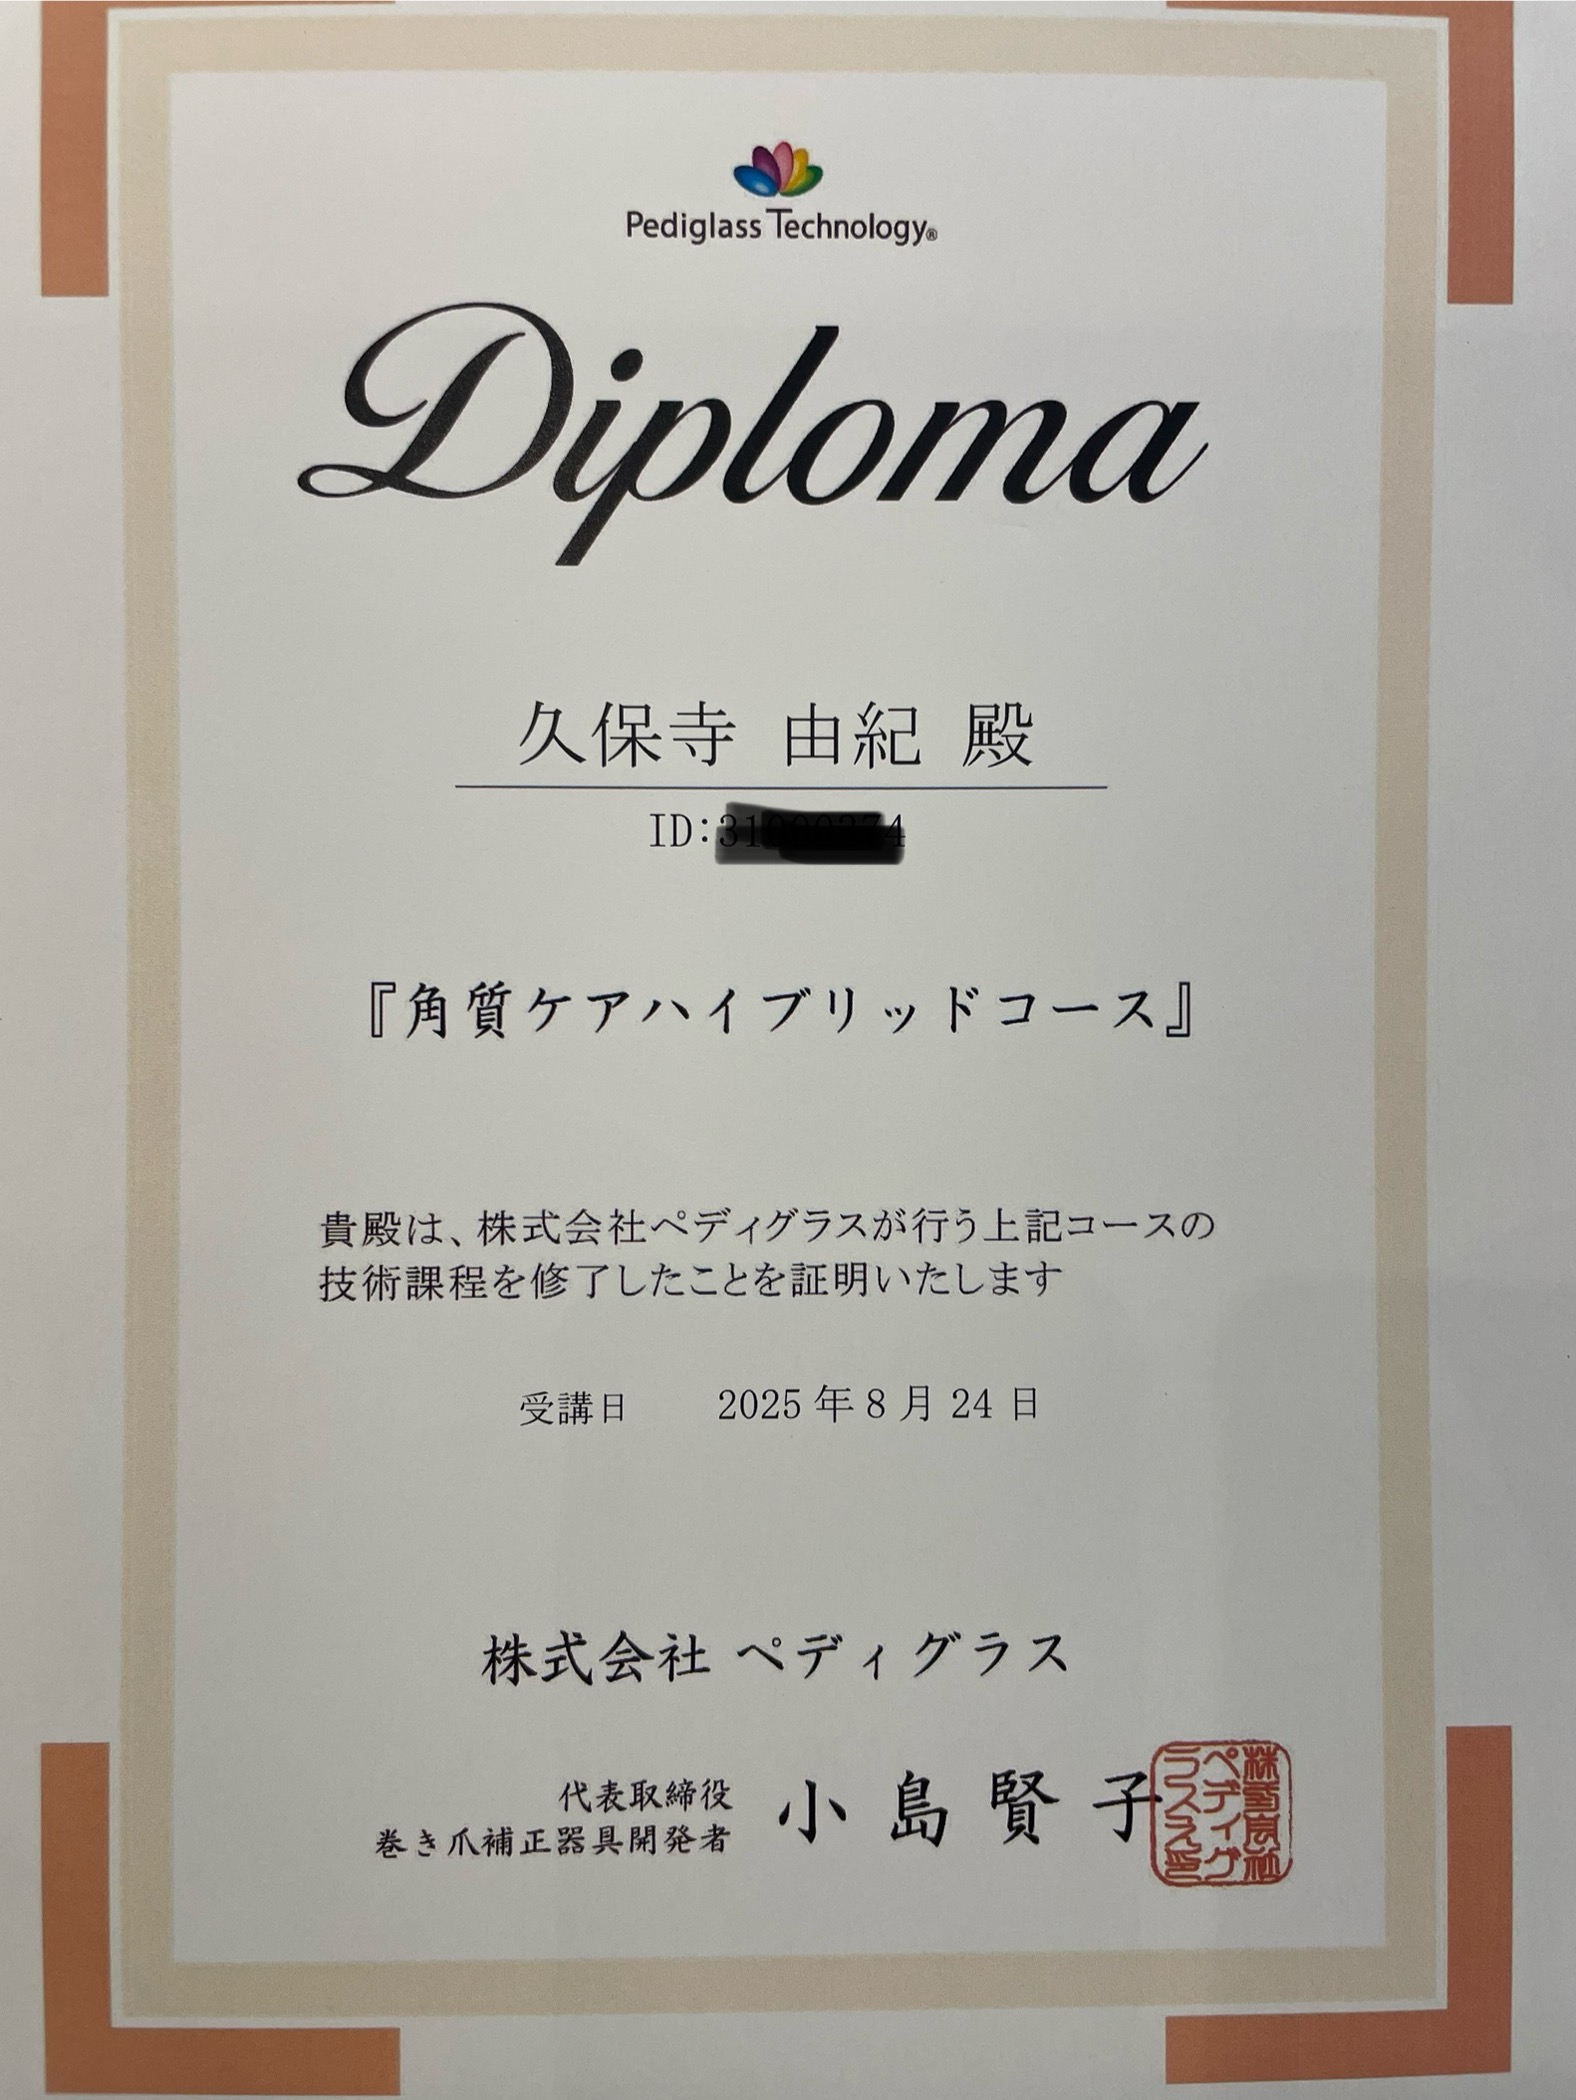 Pediglass Technology®
Diploma
久保寺 由紀 殿
ID:
『角質ケアハイブリッドコース』
貴殿は、株式会社ペディグラスが行う上記コースの
技術課程を修了したことを証明いたします
受講日 2025年8月24日
株式会社 ペディグラス
代表取締役
巻き爪補正器具開発者
小島賢子